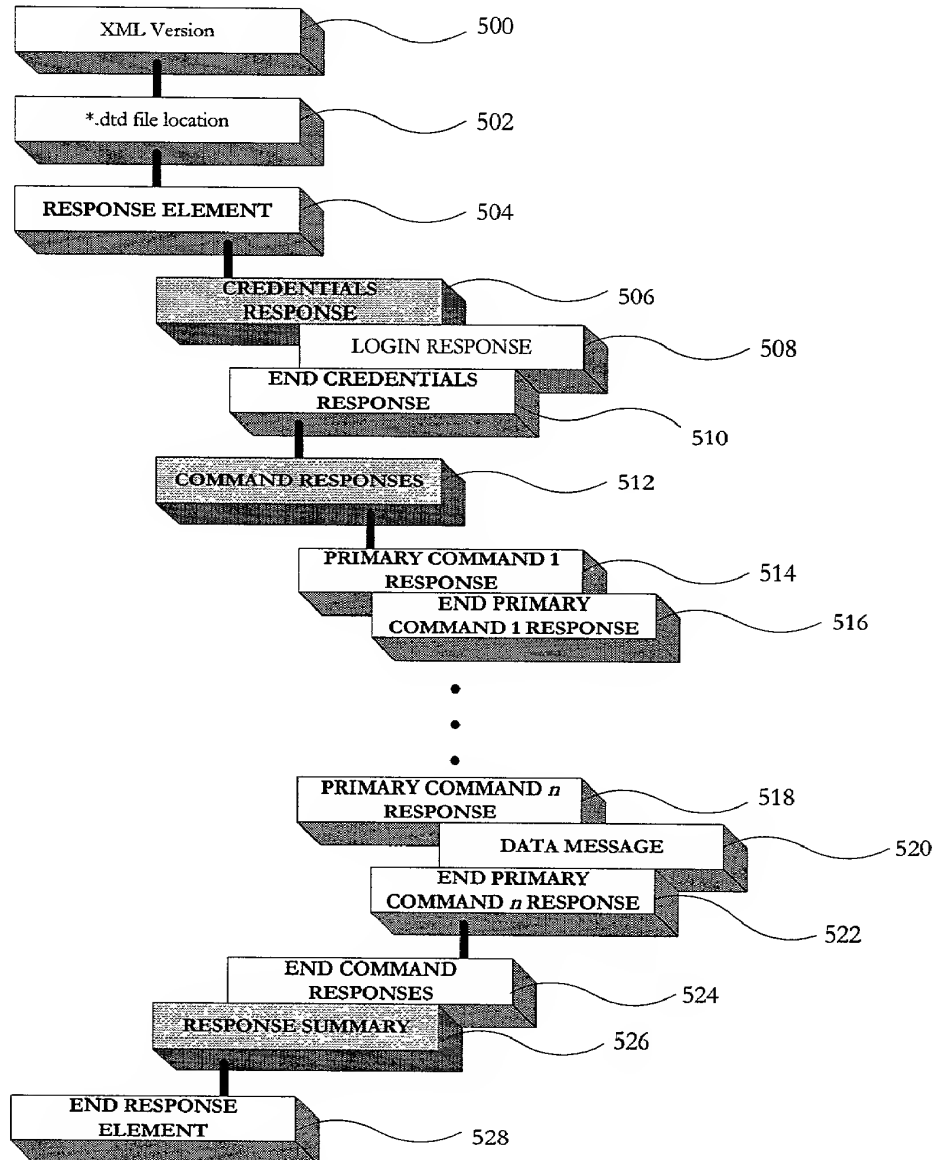 XML Version
500
*.dtd file location
502
RESPONSE ELEMENT
504
CREDENTIALS
RESPONSE
506
LOGIN RESPONSE
508
END CREDENTIALS
RESPONSE
510
COMMAND RESPONSES
512
PRIMARY COMMAND 1
RESPONSE
514
END PRIMARY
COMMAND 1 RESPONSE
516
PRIMARY COMMAND n
RESPONSE
518
DATA MESSAGE
520
END PRIMARY
COMMAND n RESPONSE
522
END COMMAND
RESPONSES
524
RESPONSE SUMMARY
526
END RESPONSE
ELEMENT
528